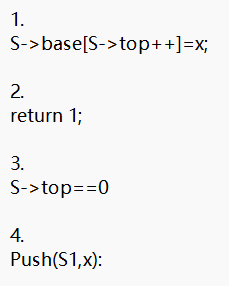 1.
S->base[S->top++]=x;
2.
return 1;
3.
S->top==0
4.
Push(S1,x):